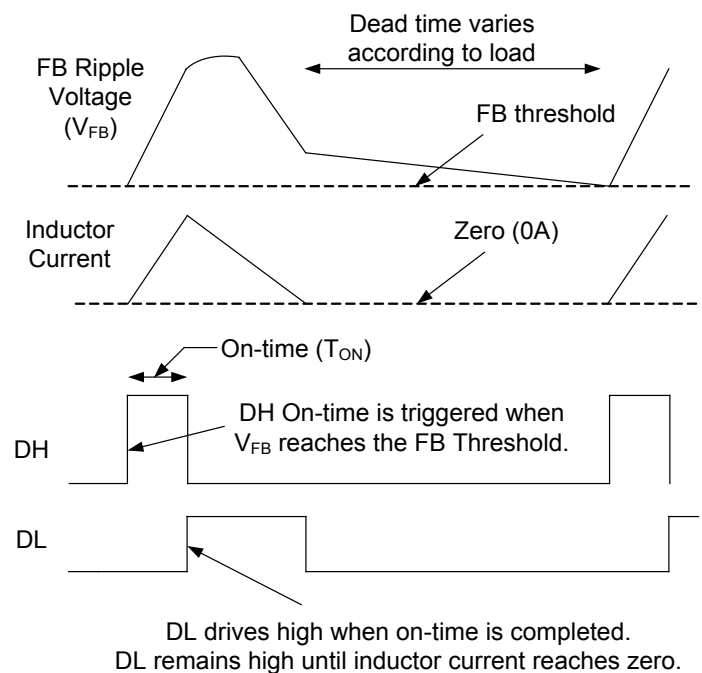 Dead time varies
according to load
FB Ripple
Voltage
(VFB)
FB threshold
Inductor
Current
Zero (0A)
On-time (TON)
DH On-time is triggered when
VFB reaches the FB Threshold.
DH
DL
DL drives high when on-time is completed.
DL remains high until inductor current reaches zero.